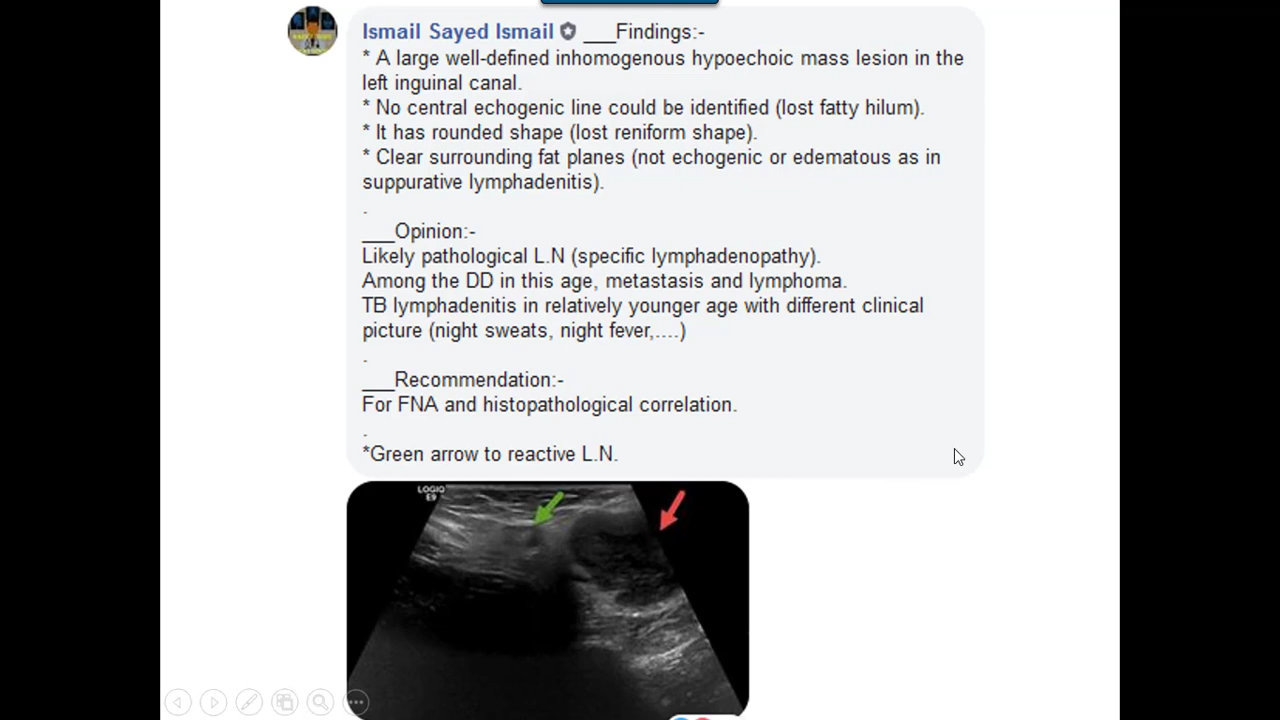 Ismail Sayed Ismail ___Findings:-
* A large well-defined inhomogenous hypoechoic mass lesion in the
left inguinal canal.
* No central echogenic line could be identified (lost fatty hilum).
* It has rounded shape (lost reniform shape).
* Clear surrounding fat planes (not echogenic or edematous as in
suppurative lymphadenitis).
.
___Opinion:-
Likely pathological L.N (specific lymphadenopathy).
Among the DD in this age, metastasis and lymphoma.
TB lymphadenitis in relatively younger age with different clinical
picture (night sweats, night fever,....)
.
___Recommendation:-
For FNA and histopathological correlation.
.
*Green arrow to reactive L.N.
LOGIQ
E9